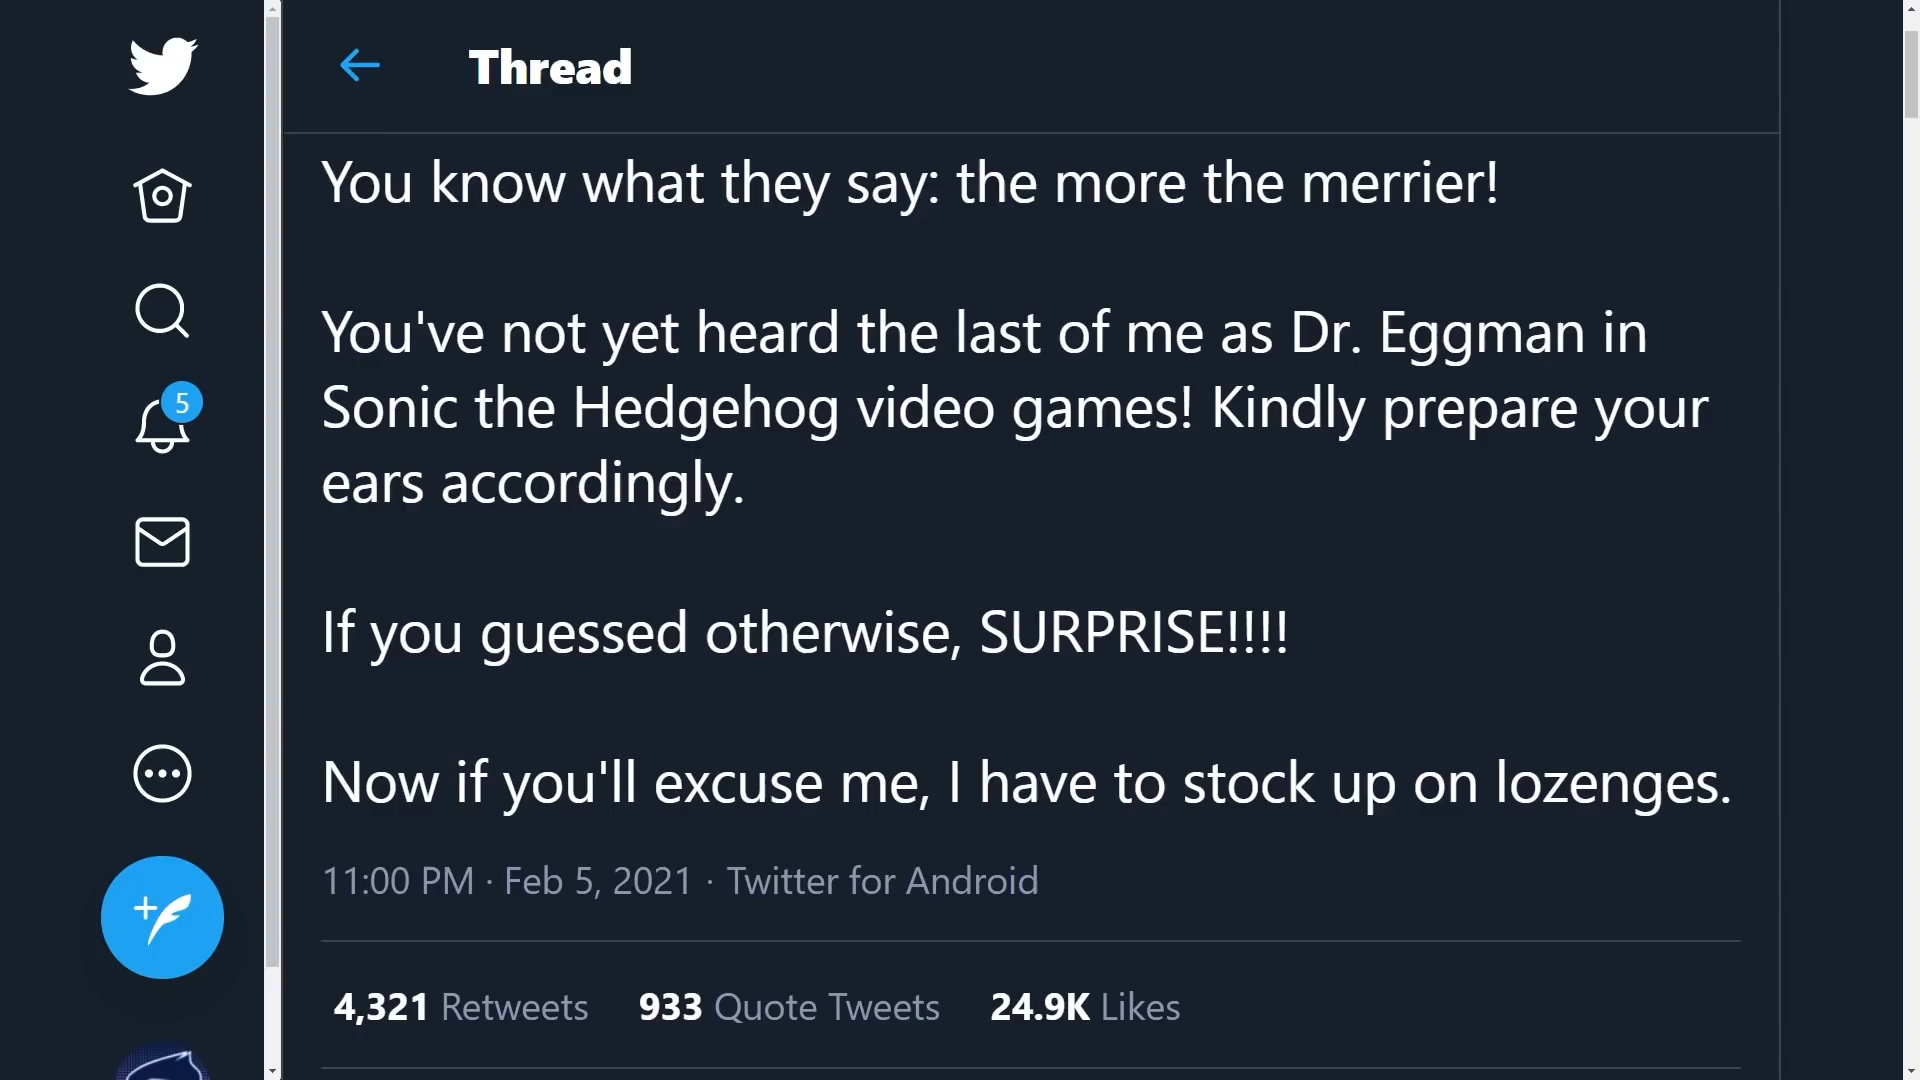 Thread
You know what they say: the more the merrier!
You've not yet heard the last of me as Dr. Eggman in
Sonic the Hedgehog video games! Kindly prepare your
ears accordingly.
If you guessed otherwise, SURPRISE!!!!
Now if you'll excuse me, I have to stock up on lozenges.
11:00 PM · Feb 5, 2021 · Twitter for Android
4,321 Retweets 933 Quote Tweets 24.9K Likes
5